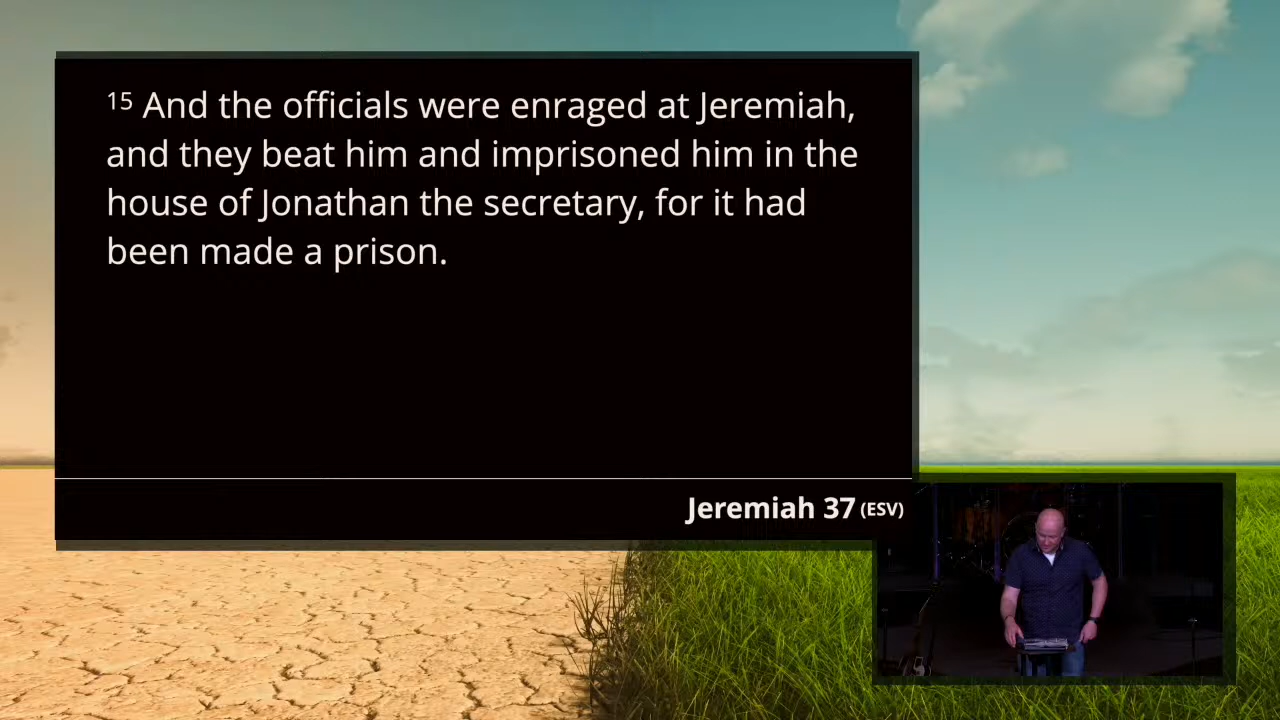 15 And the officials were enraged at Jeremiah,
and they beat him and imprisoned him in the
house of Jonathan the secretary, for it had
been made a prison.
Jeremiah 37 (ESV)